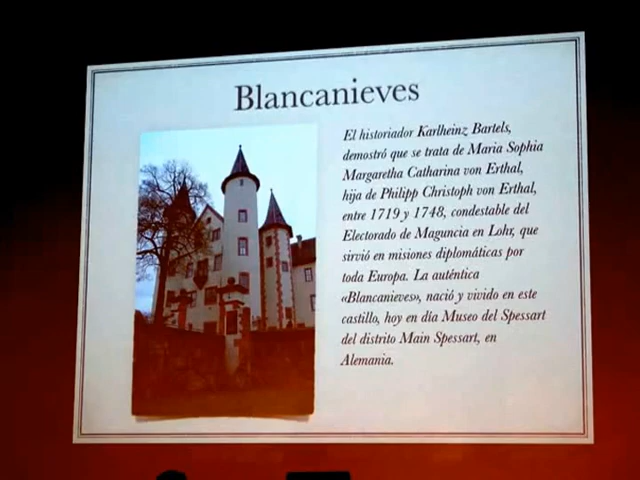 Blancanieves
El historiador Karlheinz Bartels,
demostró que se trata de Maria Sophia
Margaretha Catharina von Erthal,
hija de Philipp Christoph von Erthal,
entre 1719 y 1748, condestable del
Electorado de Maguncia en Lohr, que
sirvió en misiones diplomáticas por
toda Europa. La auténtica
«Blancanieves», nació y vivido en este
castillo, hoy en día Museo del Spessart
del distrito Main Spessart, en
Alemania.